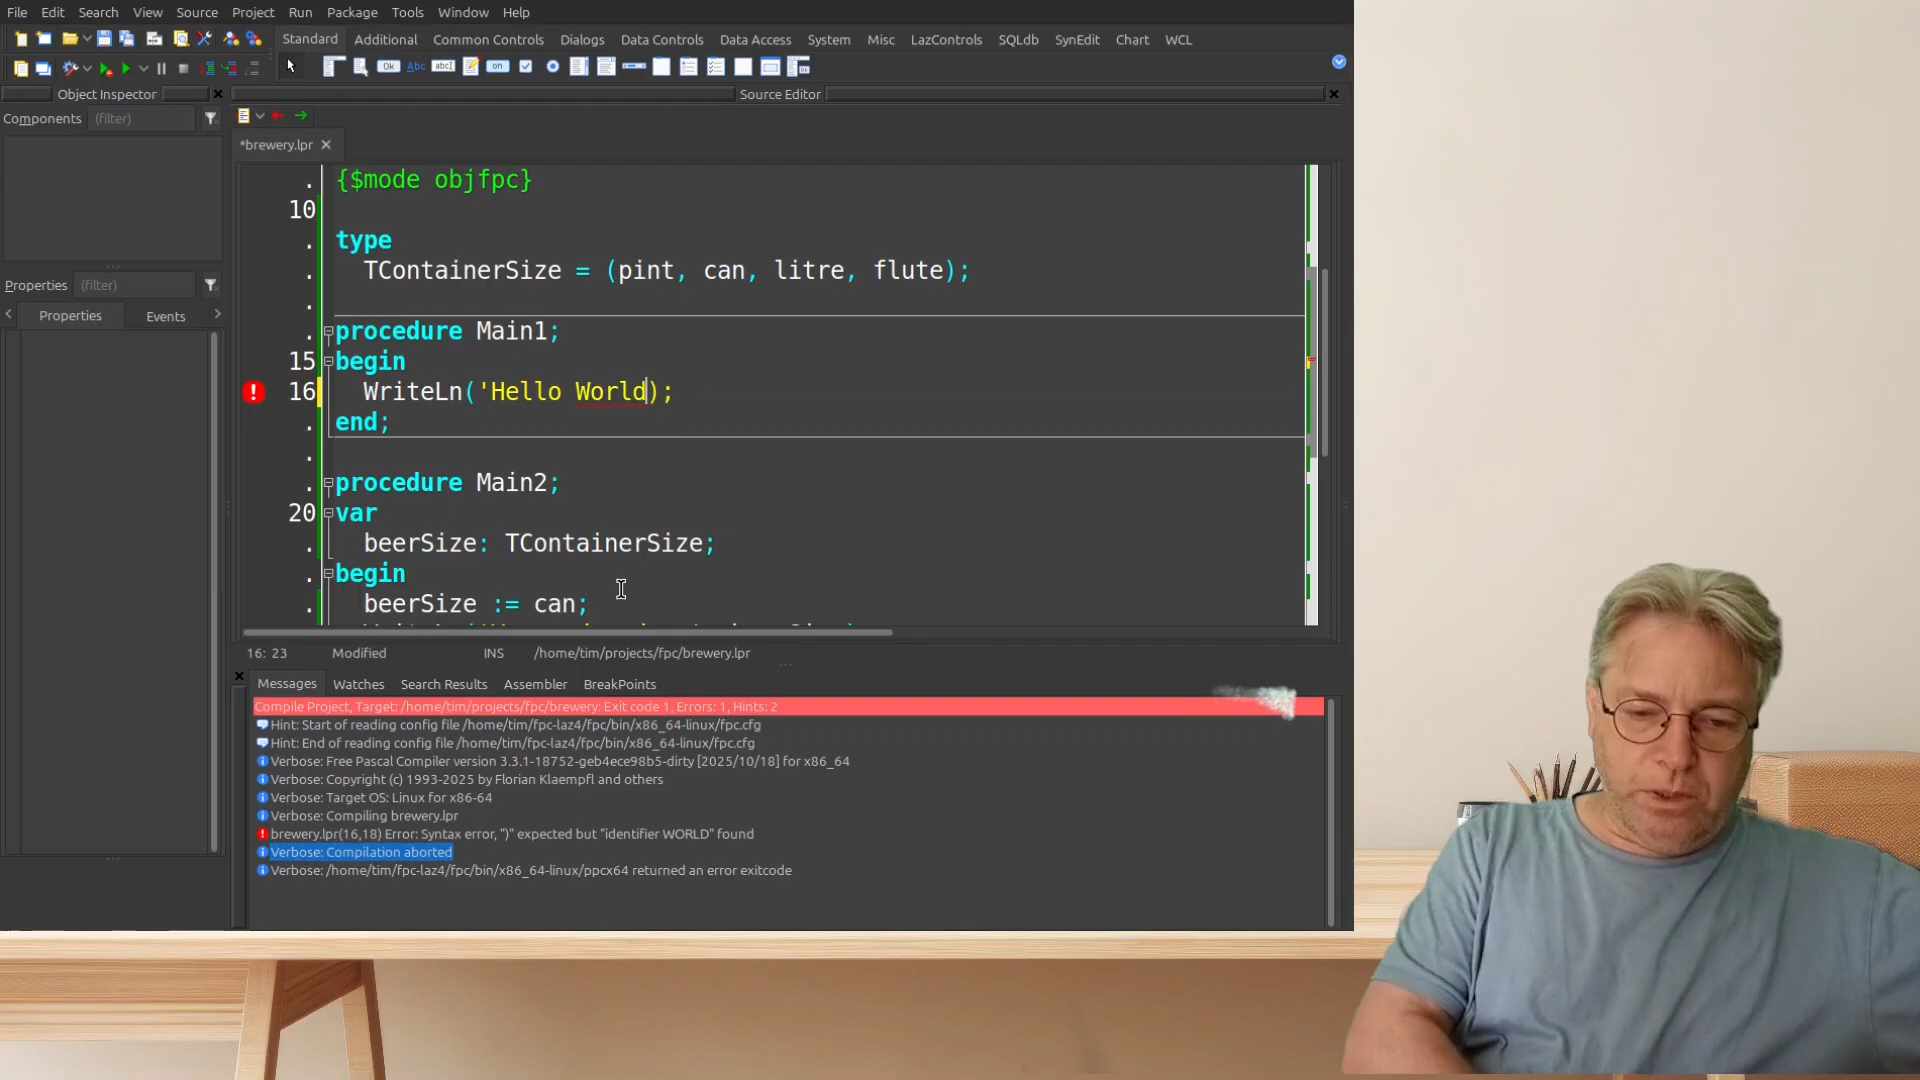 File Edit Search View Source Project Run Package Tools Window Help
Standard Additional Common Controls Dialogs Data Controls Data Access System Misc LazControls SQLdb SynEdit Chart WCL
Object Inspector
Source Editor
Components (filter)
*brewery.lpr
Properties (filter)
Properties Events
{$mode objfpc}
10
type
TContainerSize = (pint, can, litre, flute);
procedure Main1;
15 begin
16 WriteLn('Hello World);
end;
procedure Main2;
20 var
beerSize: TContainerSize;
begin
beerSize := can;
16: 23 Modified INS /home/tim/projects/fpc/brewery.lpr
Messages Watches Search Results Assembler BreakPoints
Compile Project, Target: /home/tim/projects/fpc/brewery: Exit code 1, Errors: 1, Hints: 2
Hint: Start of reading config file /home/tim/fpc-laz4/fpc/bin/x86_64-linux/fpc.cfg
Hint: End of reading config file /home/tim/fpc-laz4/fpc/bin/x86_64-linux/fpc.cfg
Verbose: Free Pascal Compiler version 3.3.1-18752-geb4ece98b5-dirty [2025/10/18] for x86_64
Verbose: Copyright (c) 1993-2025 by Florian Klaempfl and others
Verbose: Target OS: Linux for x86-64
Verbose: Compiling brewery.lpr
brewery.lpr(16,18) Error: Syntax error, ")" expected but "identifier WORLD" found
Verbose: Compilation aborted
Verbose: /home/tim/fpc-laz4/fpc/bin/x86_64-linux/ppcx64 returned an error exitcode